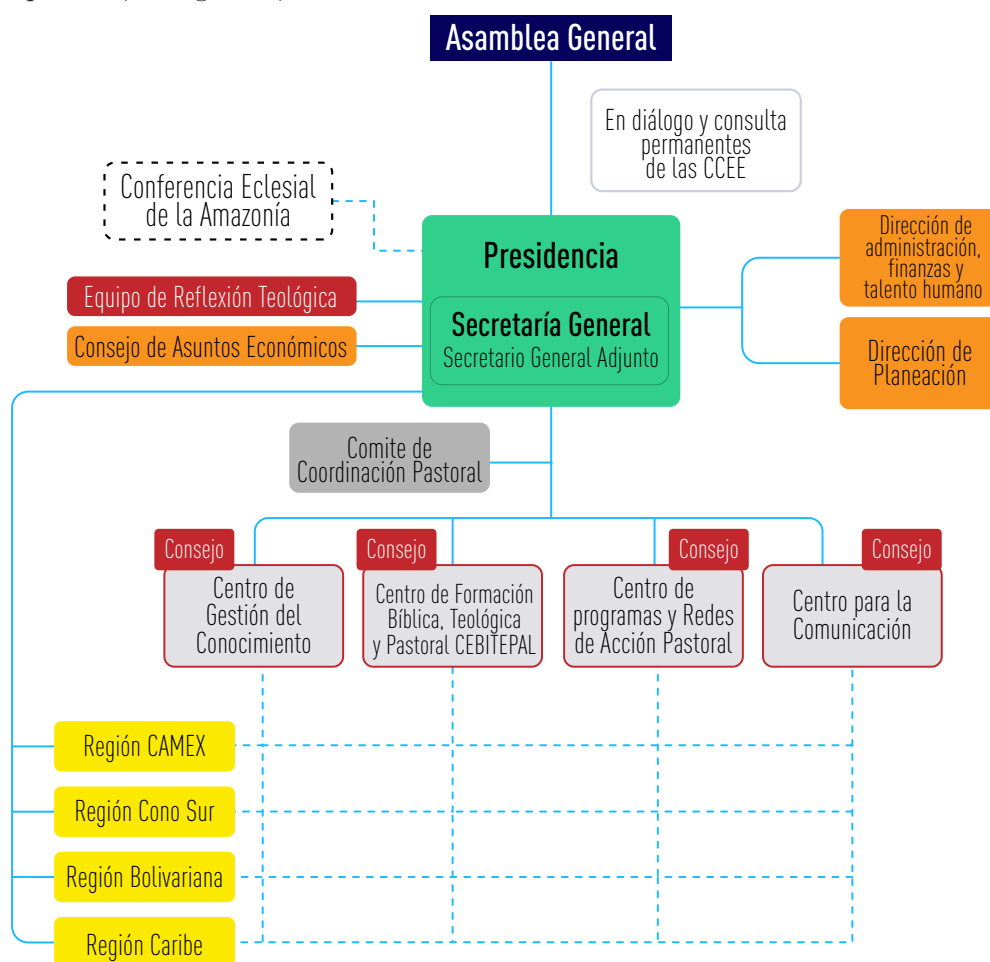 Asamblea General
En diálogo y consulta
permanentes
de las CCEE
Conferencia Eclesial
de la Amazonía
Presidencia
Secretaría General
Secretario General Adjunto
Equipo de Reflexión Teológica
Consejo de Asuntos Económicos
Dirección de
administración,
finanzas y
talento humano
Dirección de
Planeación
Comite de
Coordinación Pastoral
Consejo
Centro de
Gestión del
Conocimiento
Consejo
Centro de Formación
Bíblica, Teológica
y Pastoral CEBITEPAL
Consejo
Centro de
programas y Redes
de Acción Pastoral
Consejo
Centro para la
Comunicación
Región CAMEX
Región Cono Sur
Región Bolivariana
Región Caribe